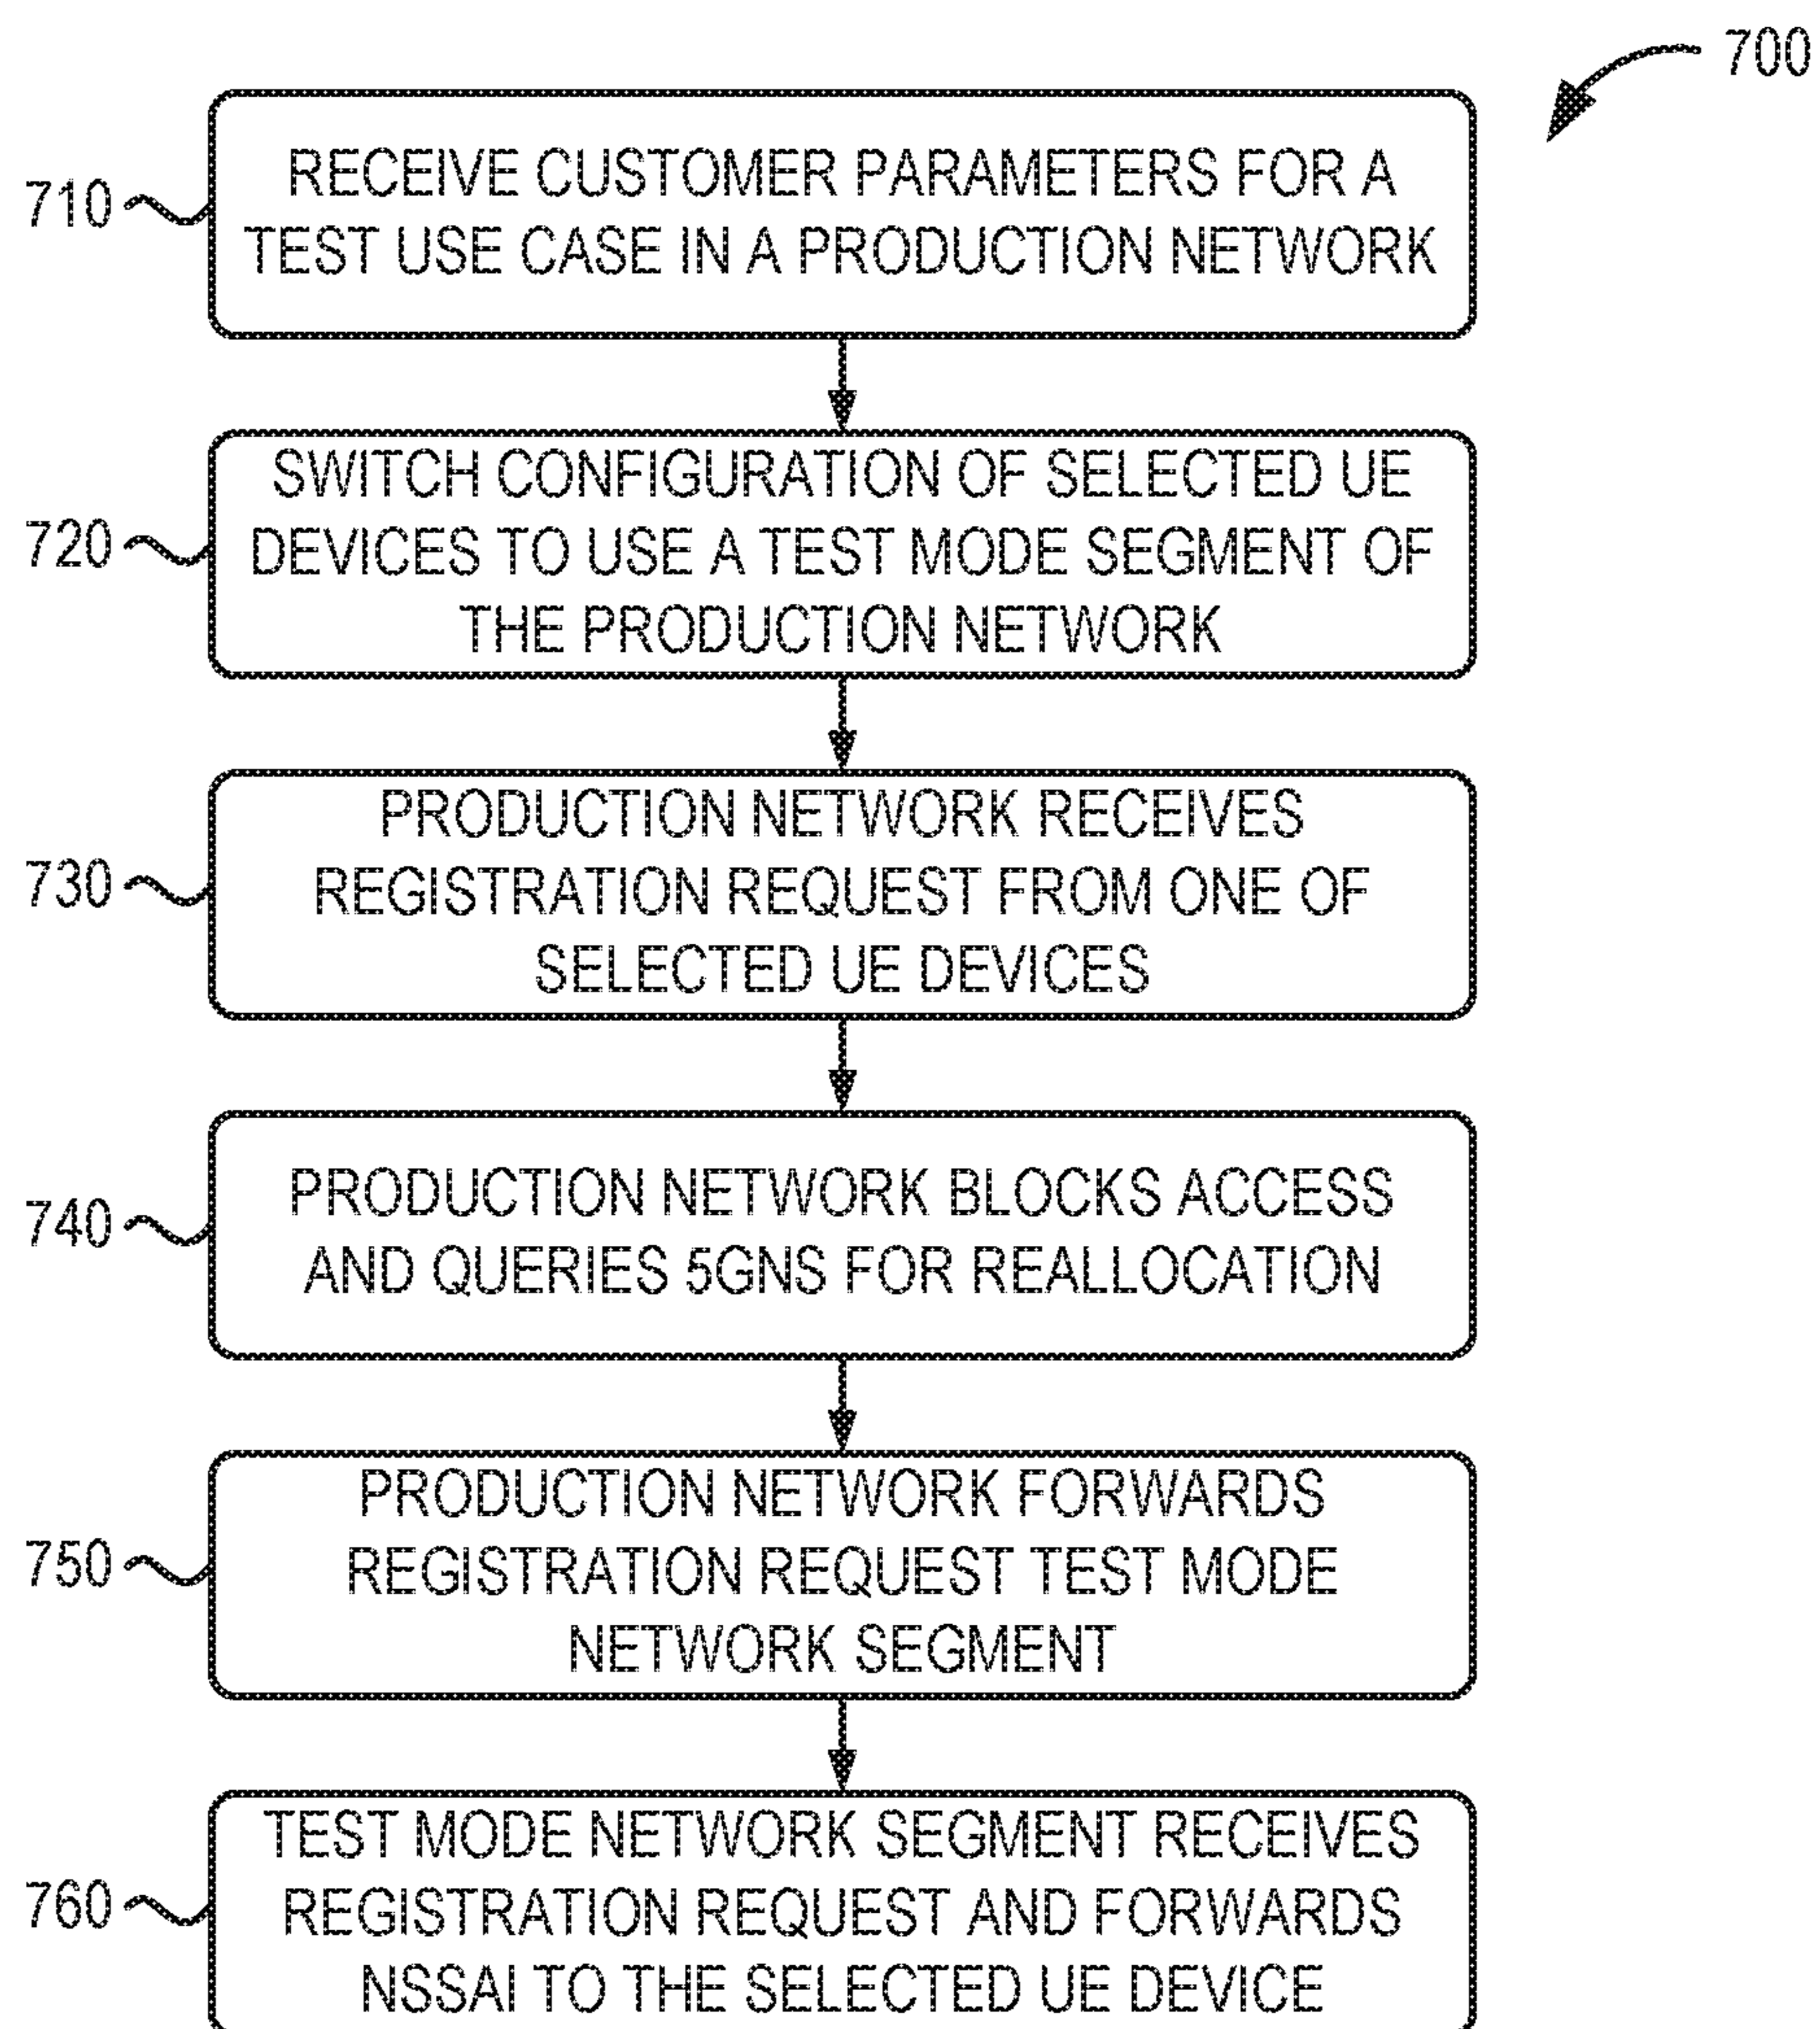 700
710
RECEIVE CUSTOMER PARAMETERS FOR A
TEST USE CASE IN A PRODUCTION NETWORK
720
SWITCH CONFIGURATION OF SELECTED UE
DEVICES TO USE A TEST MODE SEGMENT OF
THE PRODUCTION NETWORK
730
PRODUCTION NETWORK RECEIVES
REGISTRATION REQUEST FROM ONE OF
SELECTED UE DEVICES
740
PRODUCTION NETWORK BLOCKS ACCESS
AND QUERIES 5GNS FOR REALLOCATION
750
PRODUCTION NETWORK FORWARDS
REGISTRATION REQUEST TEST MODE
NETWORK SEGMENT
760
TEST MODE NETWORK SEGMENT RECEIVES
REGISTRATION REQUEST AND FORWARDS
NSSAI TO THE SELECTED UE DEVICE